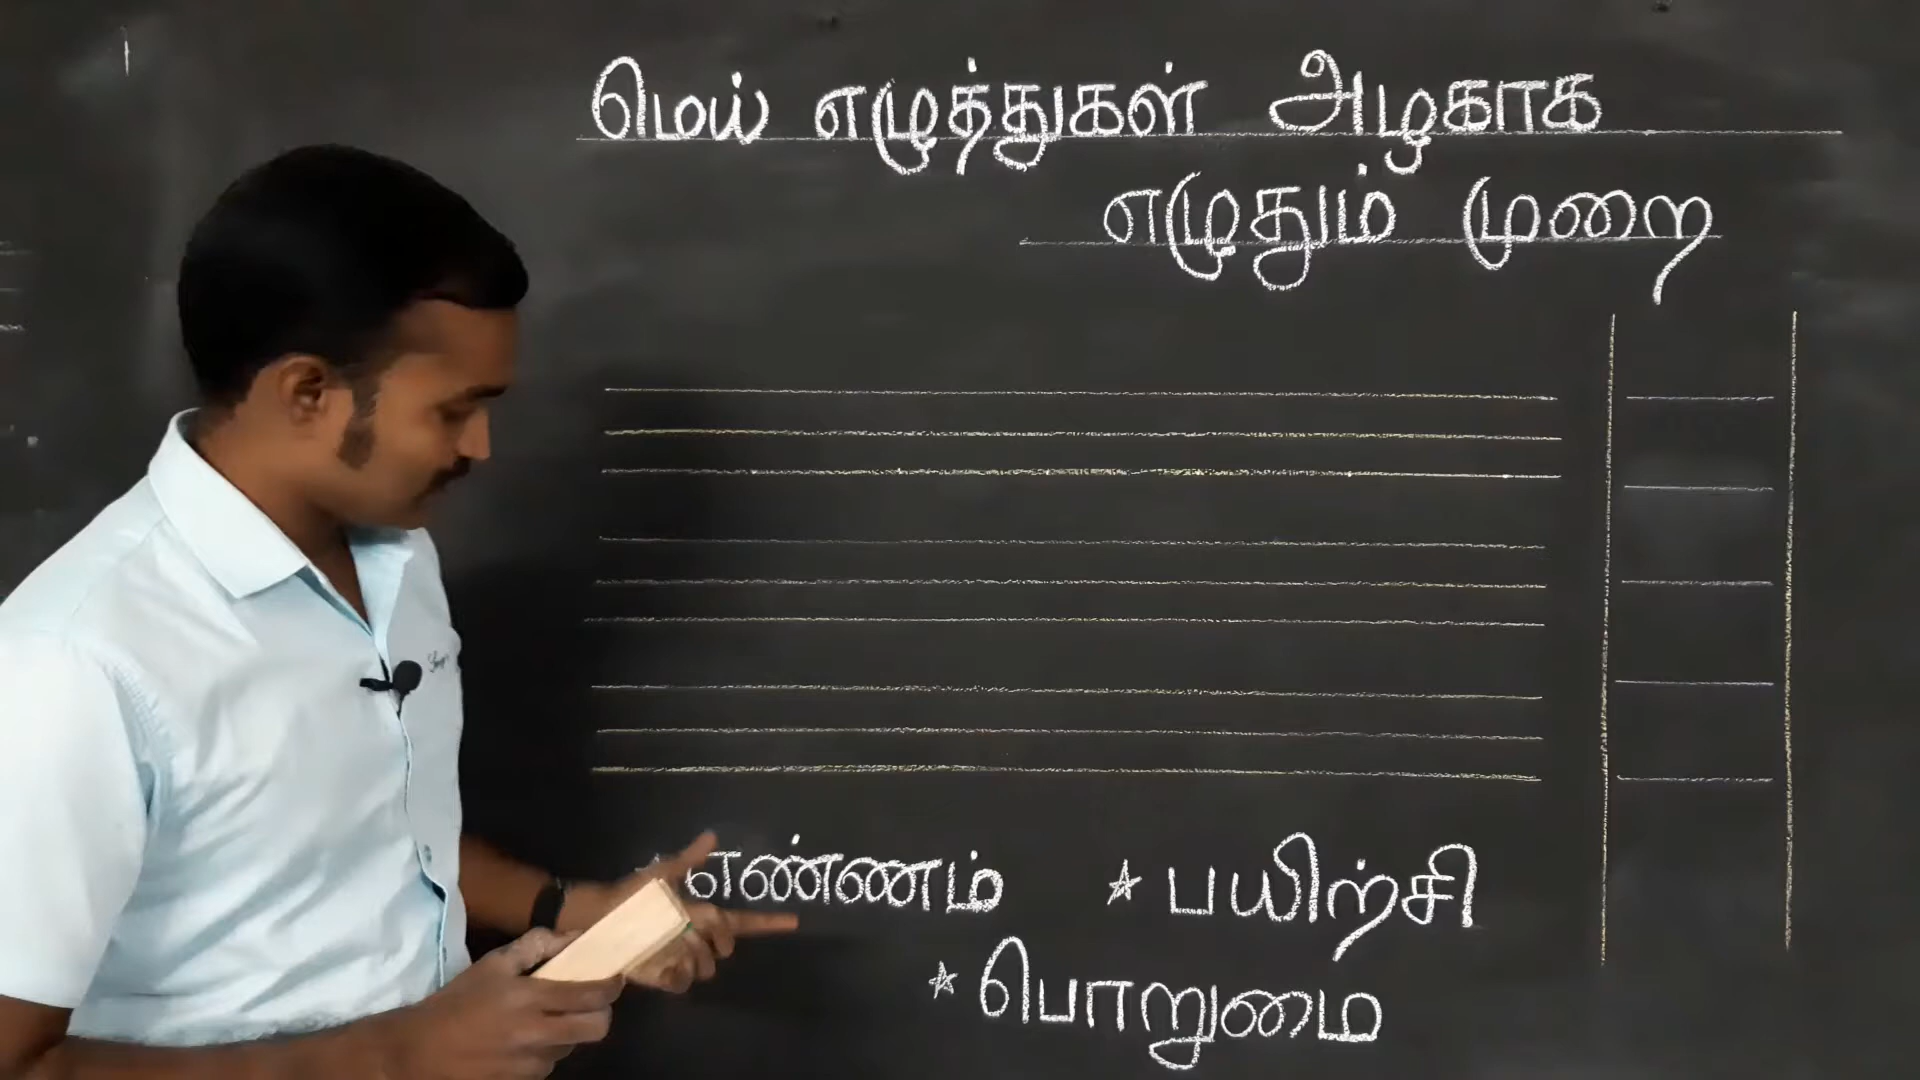 மெய் எழுத்துகள் அழகாக
எழுதும் முறை
எண்ணம் ★ பயிற்சி
★ பொறுமை